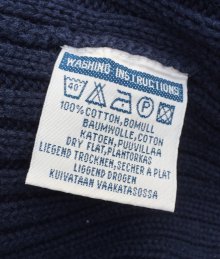 WASHING INSTRUCTIONS
40° P
100% COTTON, BOMULL
BAUMWOLLE, COTON
KATOEN, PUUVILLAA
DRY FLAT, PLANTORKAS
LIEGEND TROCKNEN, SECHER A PLAT
LIGGEND DROGEN
KUIVATAAN VAAKATASOSSA